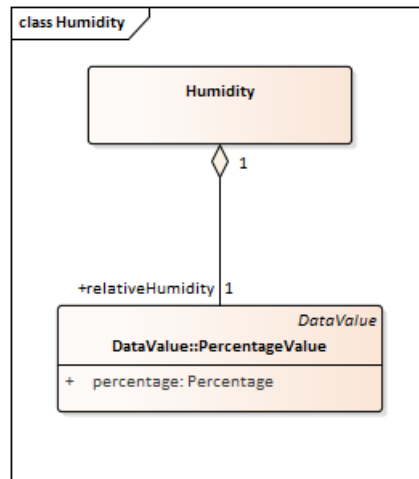 class Humidity
Humidity
1
+relativeHumidity 1
DataValue
DataValue::PercentageValue
+ percentage: Percentage